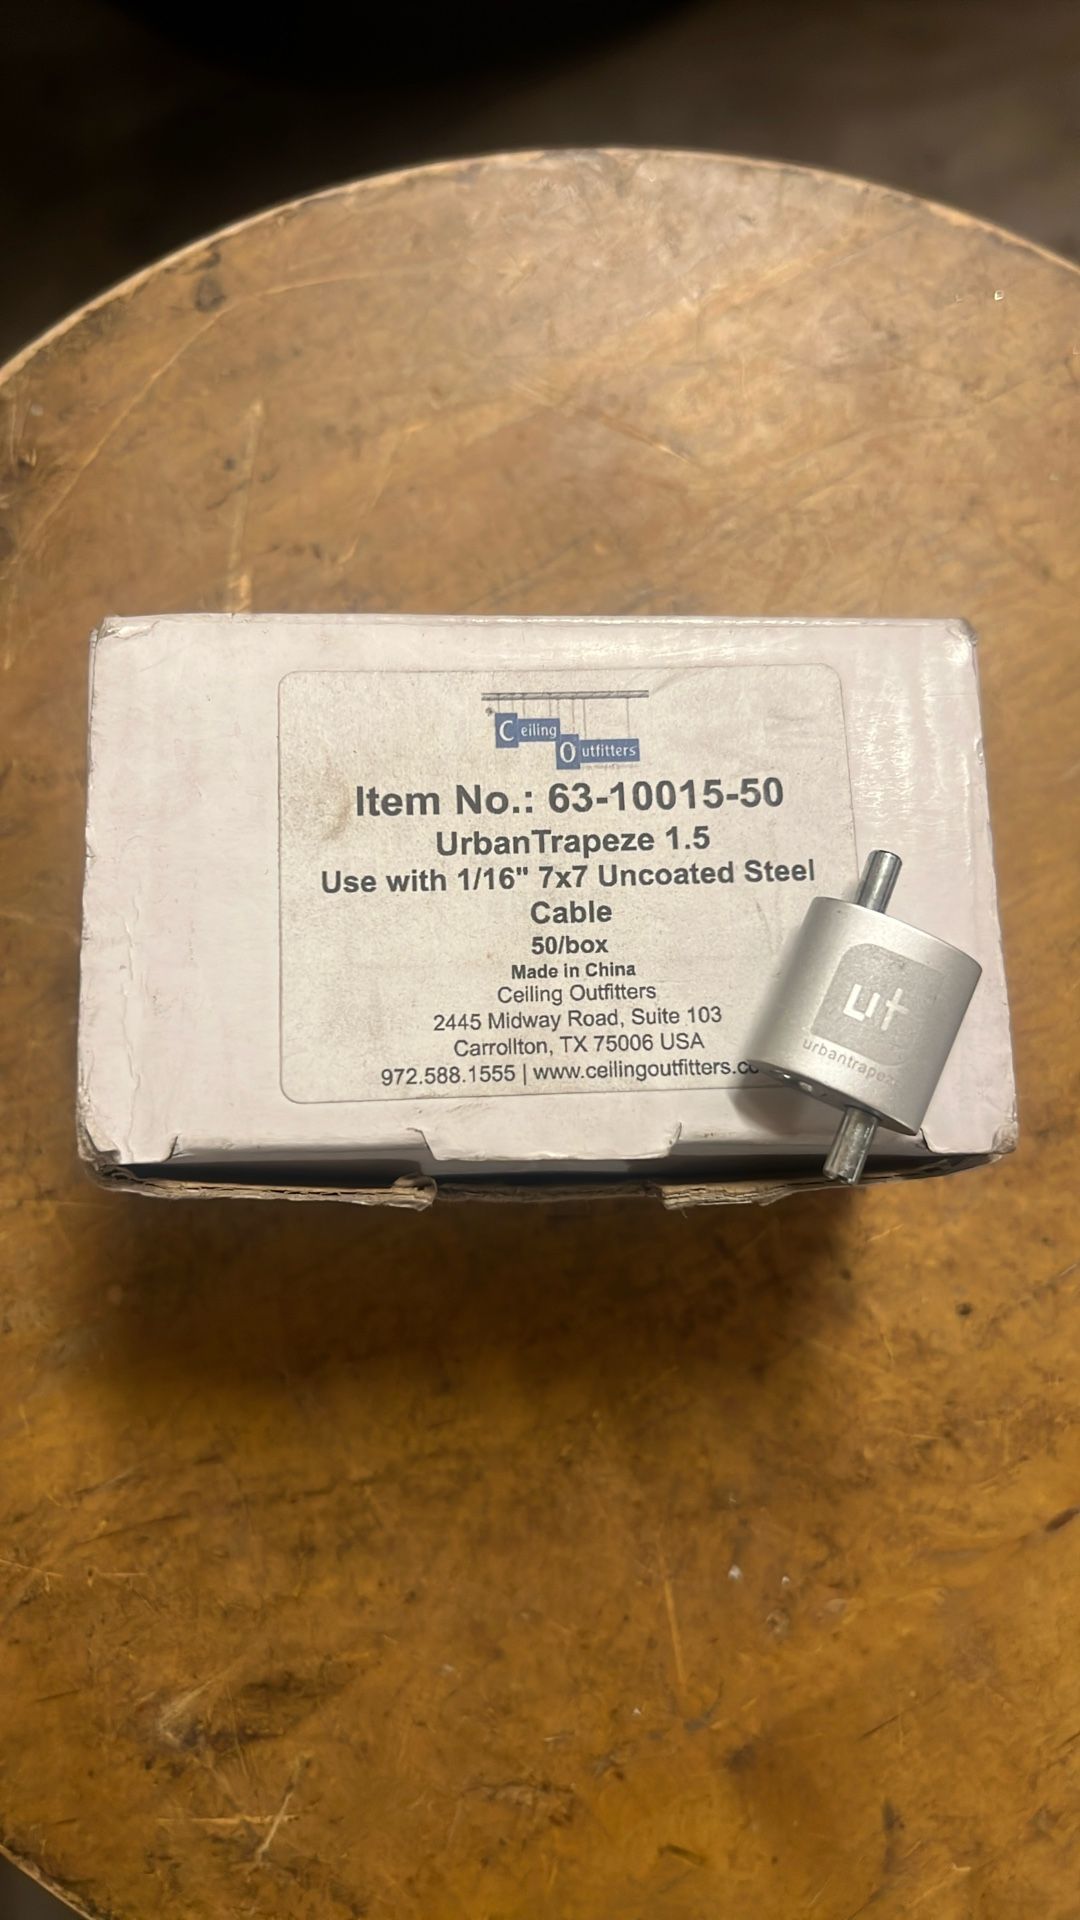 Ceiling
Outfitters
Item No.: 63-10015-50
UrbanTrapeze 1.5
Use with 1/16" 7x7 Uncoated Steel
Cable
50/box
Made in China
Ceiling Outfitters
2445 Midway Road, Suite 103
Carrollton, TX 75006 USA
972.588.1555 | www.ceilingoutfitters.co
ut
urbantrapeze